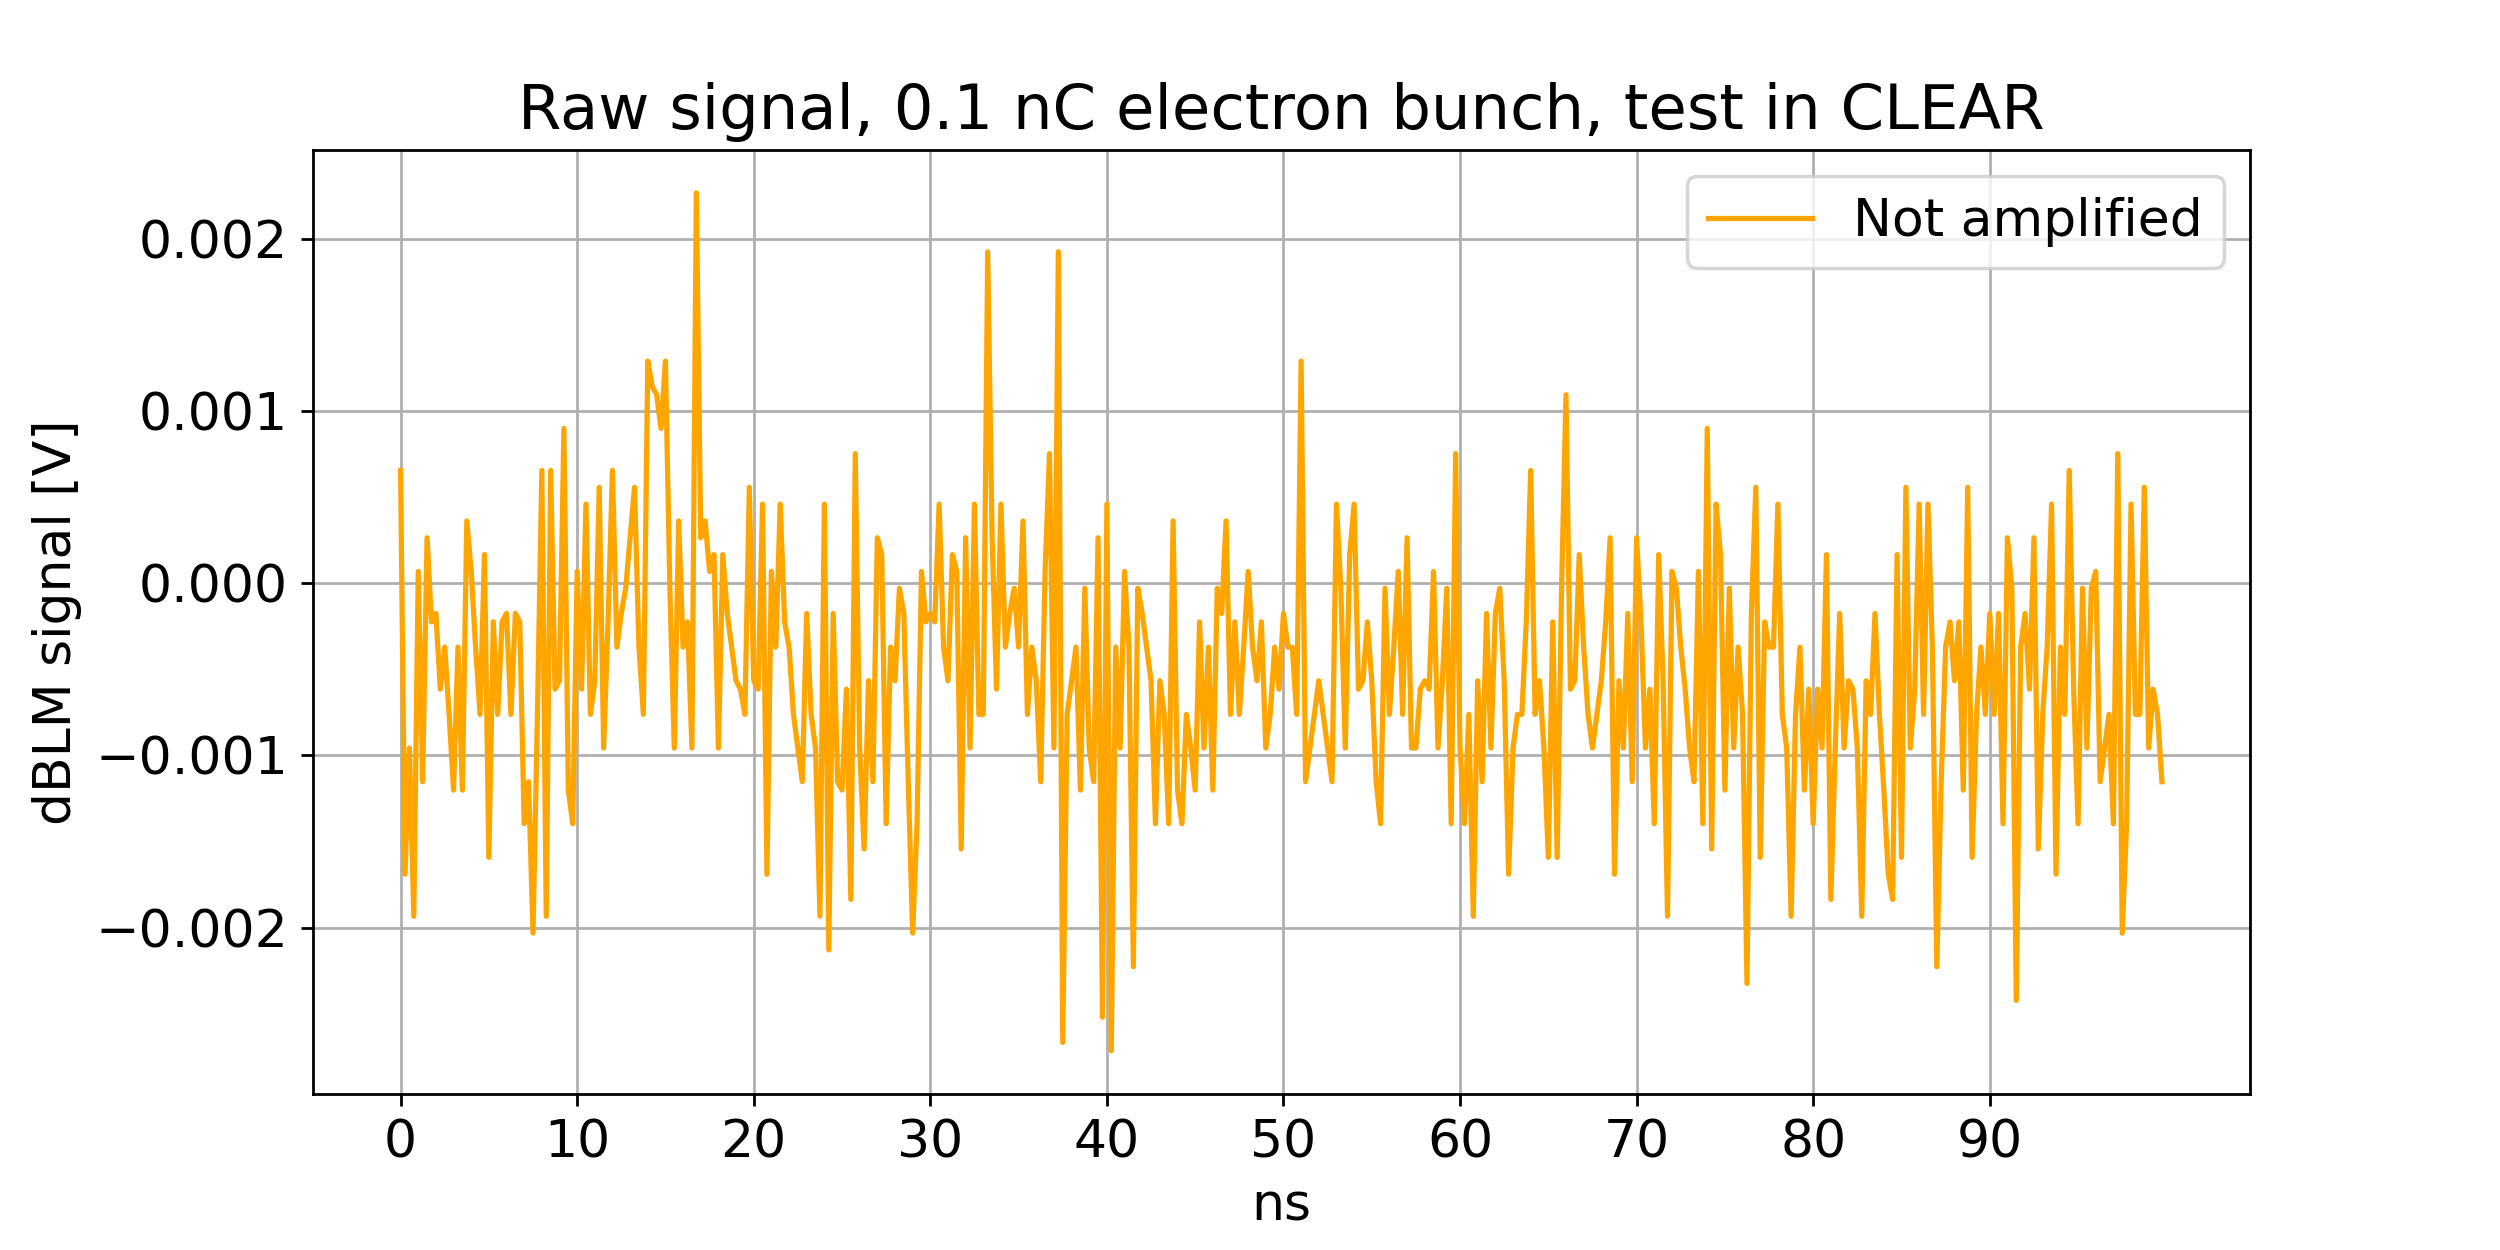 Raw signal, 0.1 nC electron bunch, test in CLEAR
Not amplified
dBLM signal [V]
0.002
0.001
0.000
−0.001
−0.002
0 10 20 30 40 50 60 70 80 90
ns